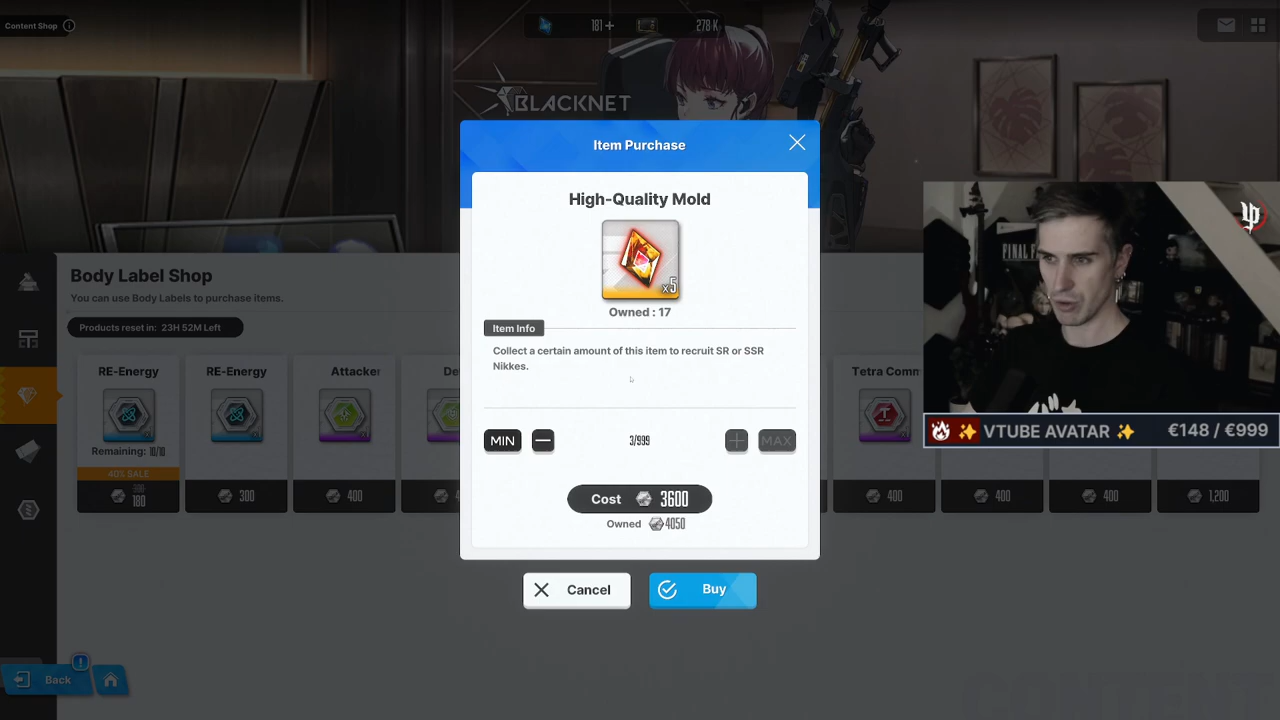 Content Shop
181 +
278K
BLACKNET
Item Purchase
High-Quality Mold
x5
Owned : 17
Item Info
Collect a certain amount of this item to recruit SR or SSR
Nikkes.
MIN
3/999
MAX
Cost 3600
Owned 4050
Cancel
Buy
Body Label Shop
You can use Body Labels to purchase items.
Products reset in: 23H 52M Left
RE-Energy
Remaining: 10/10
40% SALE
300
180
RE-Energy
300
Attacker
400
De
Tetra Comm
400
400
400
1,200
FINAL F
VTUBE AVATAR
€148 / €999
Back